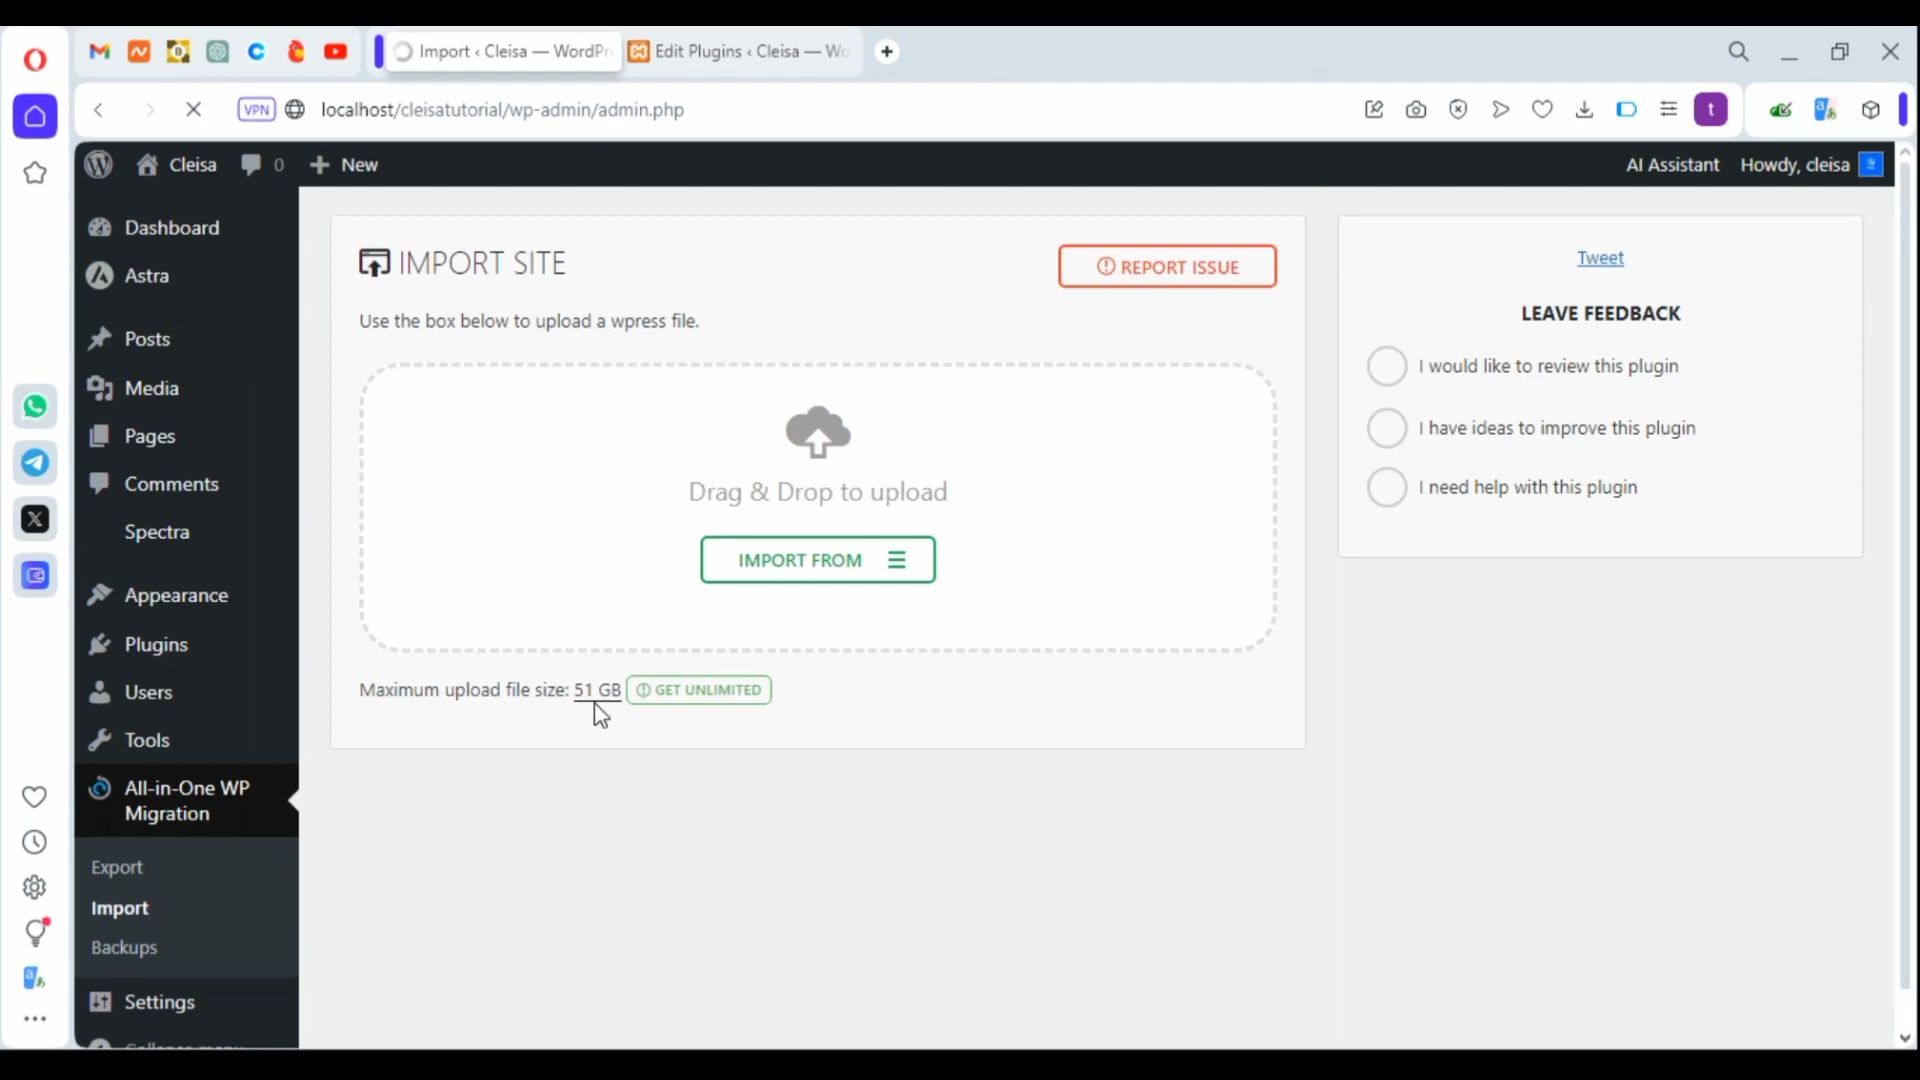 Import ‹ Cleisa — WordPr
Edit Plugins ‹ Cleisa — Wo
VPN
localhost/cleisatutorial/wp-admin/admin.php
t
Cleisa
0
New
AI Assistant
Howdy, cleisa
Dashboard
Astra
Posts
Media
Pages
Comments
Spectra
Appearance
Plugins
Users
Tools
All-in-One WP
Migration
Export
Import
Backups
Settings
Collapse menu
IMPORT SITE
REPORT ISSUE
Use the box below to upload a wpress file.
Drag & Drop to upload
IMPORT FROM
Maximum upload file size: 51 GB
GET UNLIMITED
Tweet
LEAVE FEEDBACK
I would like to review this plugin
I have ideas to improve this plugin
I need help with this plugin